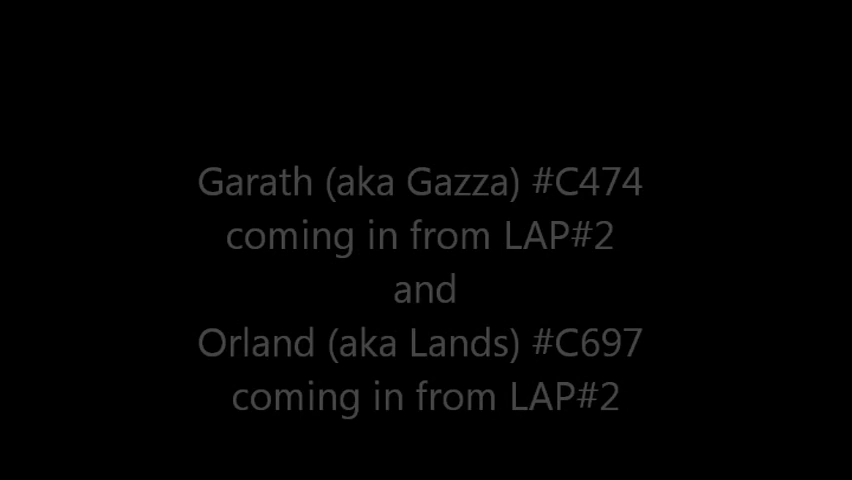 Garath (aka Gazza) #C474
coming in from LAP#2
and
Orland (aka Lands) #C697
coming in from LAP#2